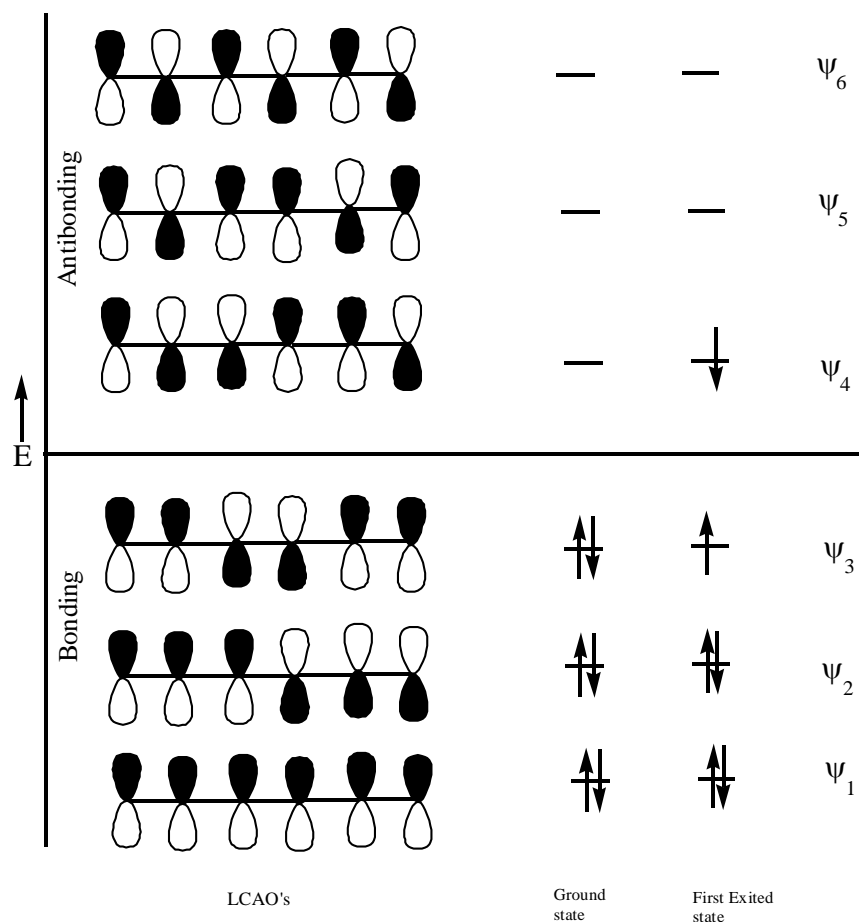 Antibonding
Bonding
E
Ψ6
Ψ5
Ψ4
Ψ3
Ψ2
Ψ1
LCAO's
Ground
state
First Exited
state